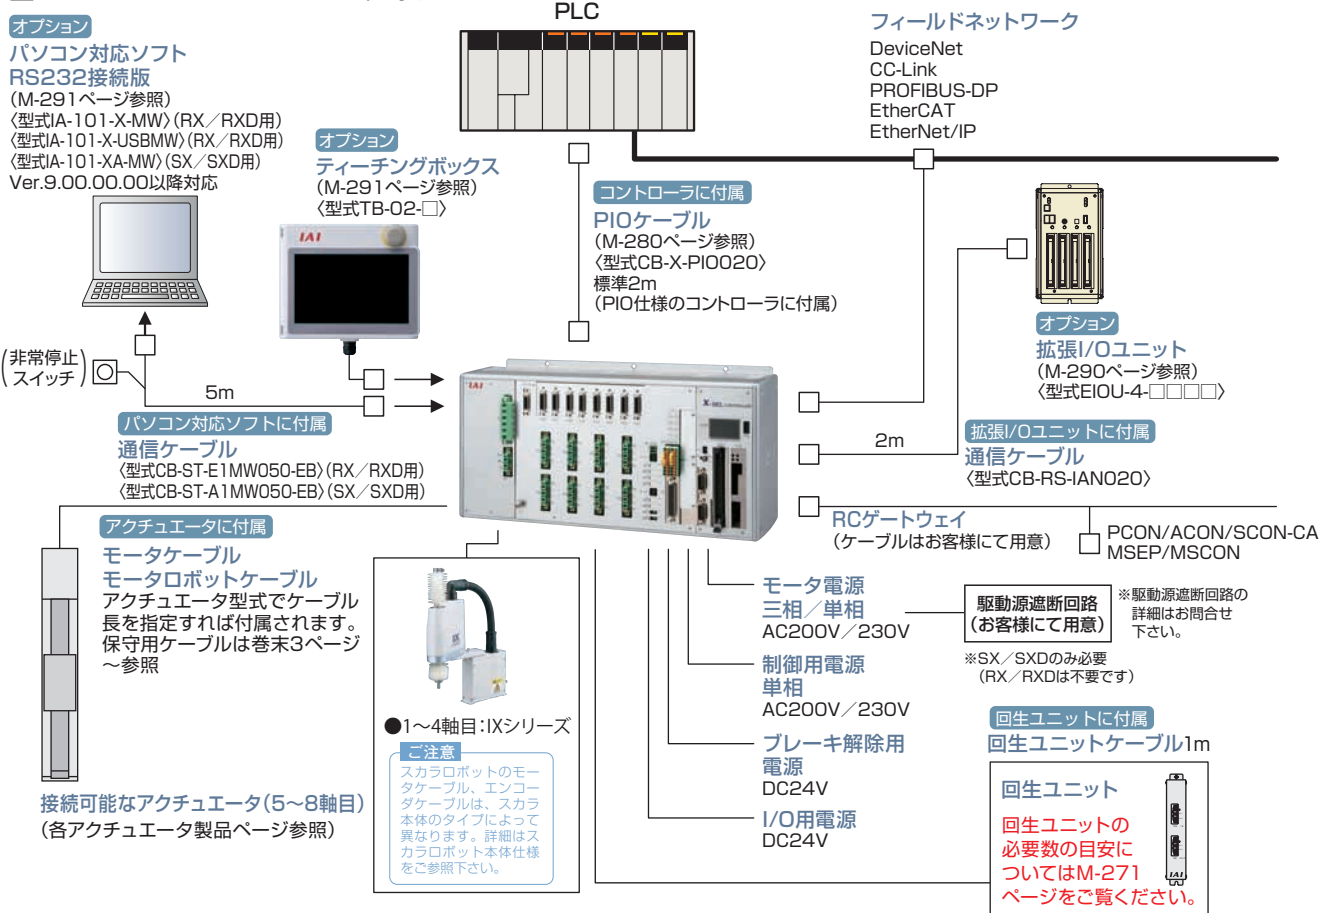 オプション
パソコン対応ソフト
RS232接続版
(M-291ページ参照)
〈型式IA-101-X-MW〉(RX／RXD用)
〈型式IA-101-X-USBMW〉(RX／RXD用)
〈型式IA-101-XA-MW〉(SX／SXD用)
Ver.9.00.00.00以降対応
オプション
ティーチングボックス
(M-291ページ参照)
〈型式TB-02-□〉
IAI
PLC
フィールドネットワーク
DeviceNet
CC-Link
PROFIBUS-DP
EtherCAT
EtherNet/IP
コントローラに付属
PIOケーブル
(M-280ページ参照)
〈型式CB-X-PIO020〉
標準2m
(PIO仕様のコントローラに付属)
オプション
拡張I/Oユニット
(M-290ページ参照)
〈型式EIOU-4-□□□□〉
(非常停止
スイッチ)
5m
パソコン対応ソフトに付属
通信ケーブル
〈型式CB-ST-E1MW050-EB〉(RX／RXD用)
〈型式CB-ST-A1MW050-EB〉(SX／SXD用)
IAI
X-SEL
2m
拡張I/Oユニットに付属
通信ケーブル
〈型式CB-RS-IAN020〉
RCゲートウェイ
(ケーブルはお客様にて用意)
PCON/ACON/SCON-CA
MSEP/MSCON
アクチュエータに付属
モータケーブル
モータロボットケーブル
アクチュエータ型式でケーブル
長を指定すれば付属されます。
保守用ケーブルは巻末3ページ
～参照
接続可能なアクチュエータ(5～8軸目)
(各アクチュエータ製品ページ参照)
IX
●1～4軸目:IXシリーズ
ご注意
スカラロボットのモー
タケーブル、エンコー
ダケーブルは、スカラ
本体のタイプによって
異なります。詳細はス
カラロボット本体仕様
をご参照下さい。
モータ電源
三相／単相
AC200V／230V
駆動源遮断回路
(お客様にて用意)
※駆動源遮断回路の
詳細はお問合せ
下さい。
※SX／SXDのみ必要
(RX／RXDは不要です)
制御用電源
単相
AC200V／230V
ブレーキ解除用
電源
DC24V
I/O用電源
DC24V
回生ユニットに付属
回生ユニットケーブル1m
回生ユニット
回生ユニットの
必要数の目安に
ついてはM-271
ページをご覧ください。
IAI